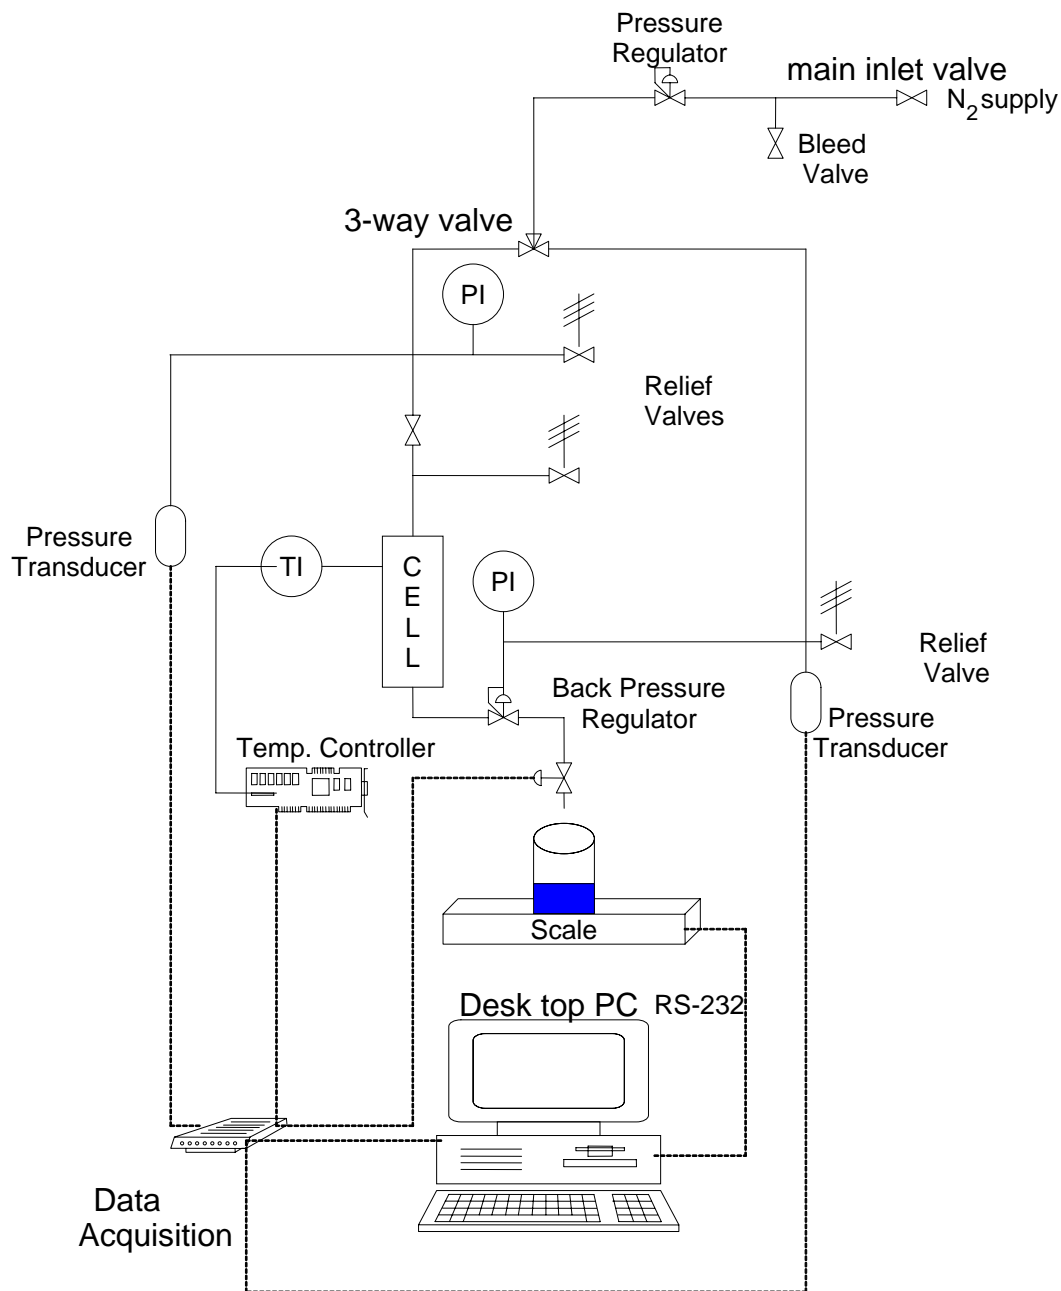 Pressure
Regulator
main inlet valve
N2 supply
Bleed
Valve
3-way valve
PI
Relief
Valves
Pressure
Transducer
TI
C
E
L
L
PI
Relief
Valve
Back Pressure
Regulator
Pressure
Transducer
Temp. Controller
Scale
Desk top PC
RS-232
Data
Acquisition